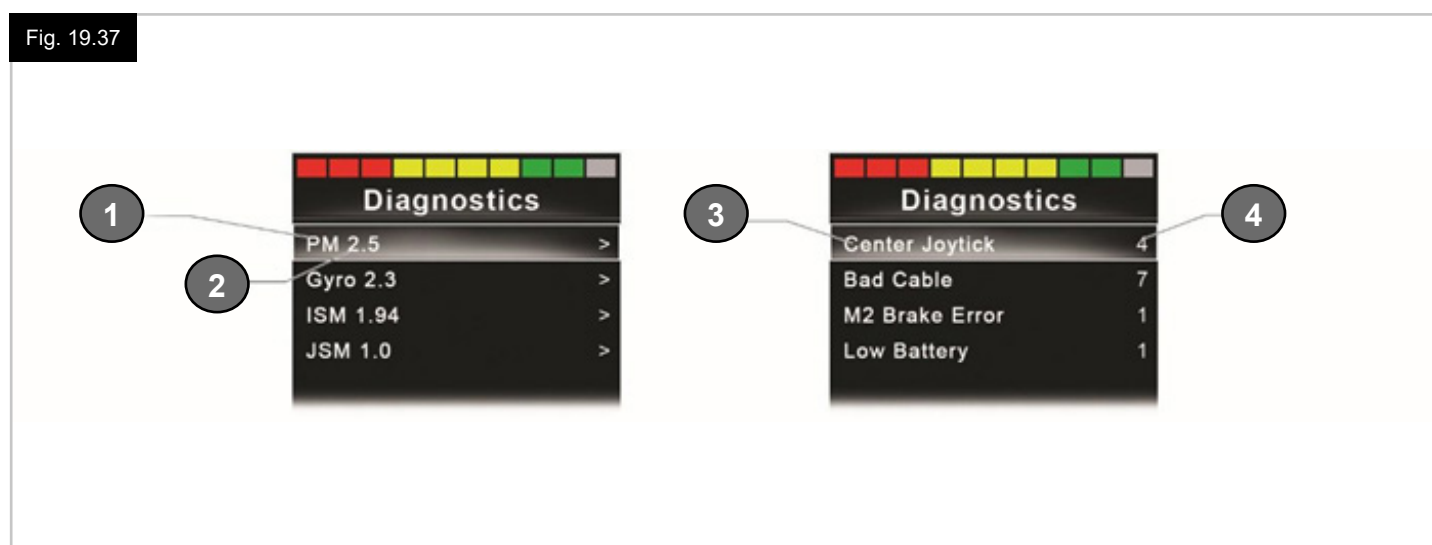 Fig. 19.37
Diagnostics
1
PM 2.5 >
2
Gyro 2.3 >
ISM 1.94 >
JSM 1.0 >
Diagnostics
3
4
Center Joytick 4
Bad Cable 7
M2 Brake Error 1
Low Battery 1